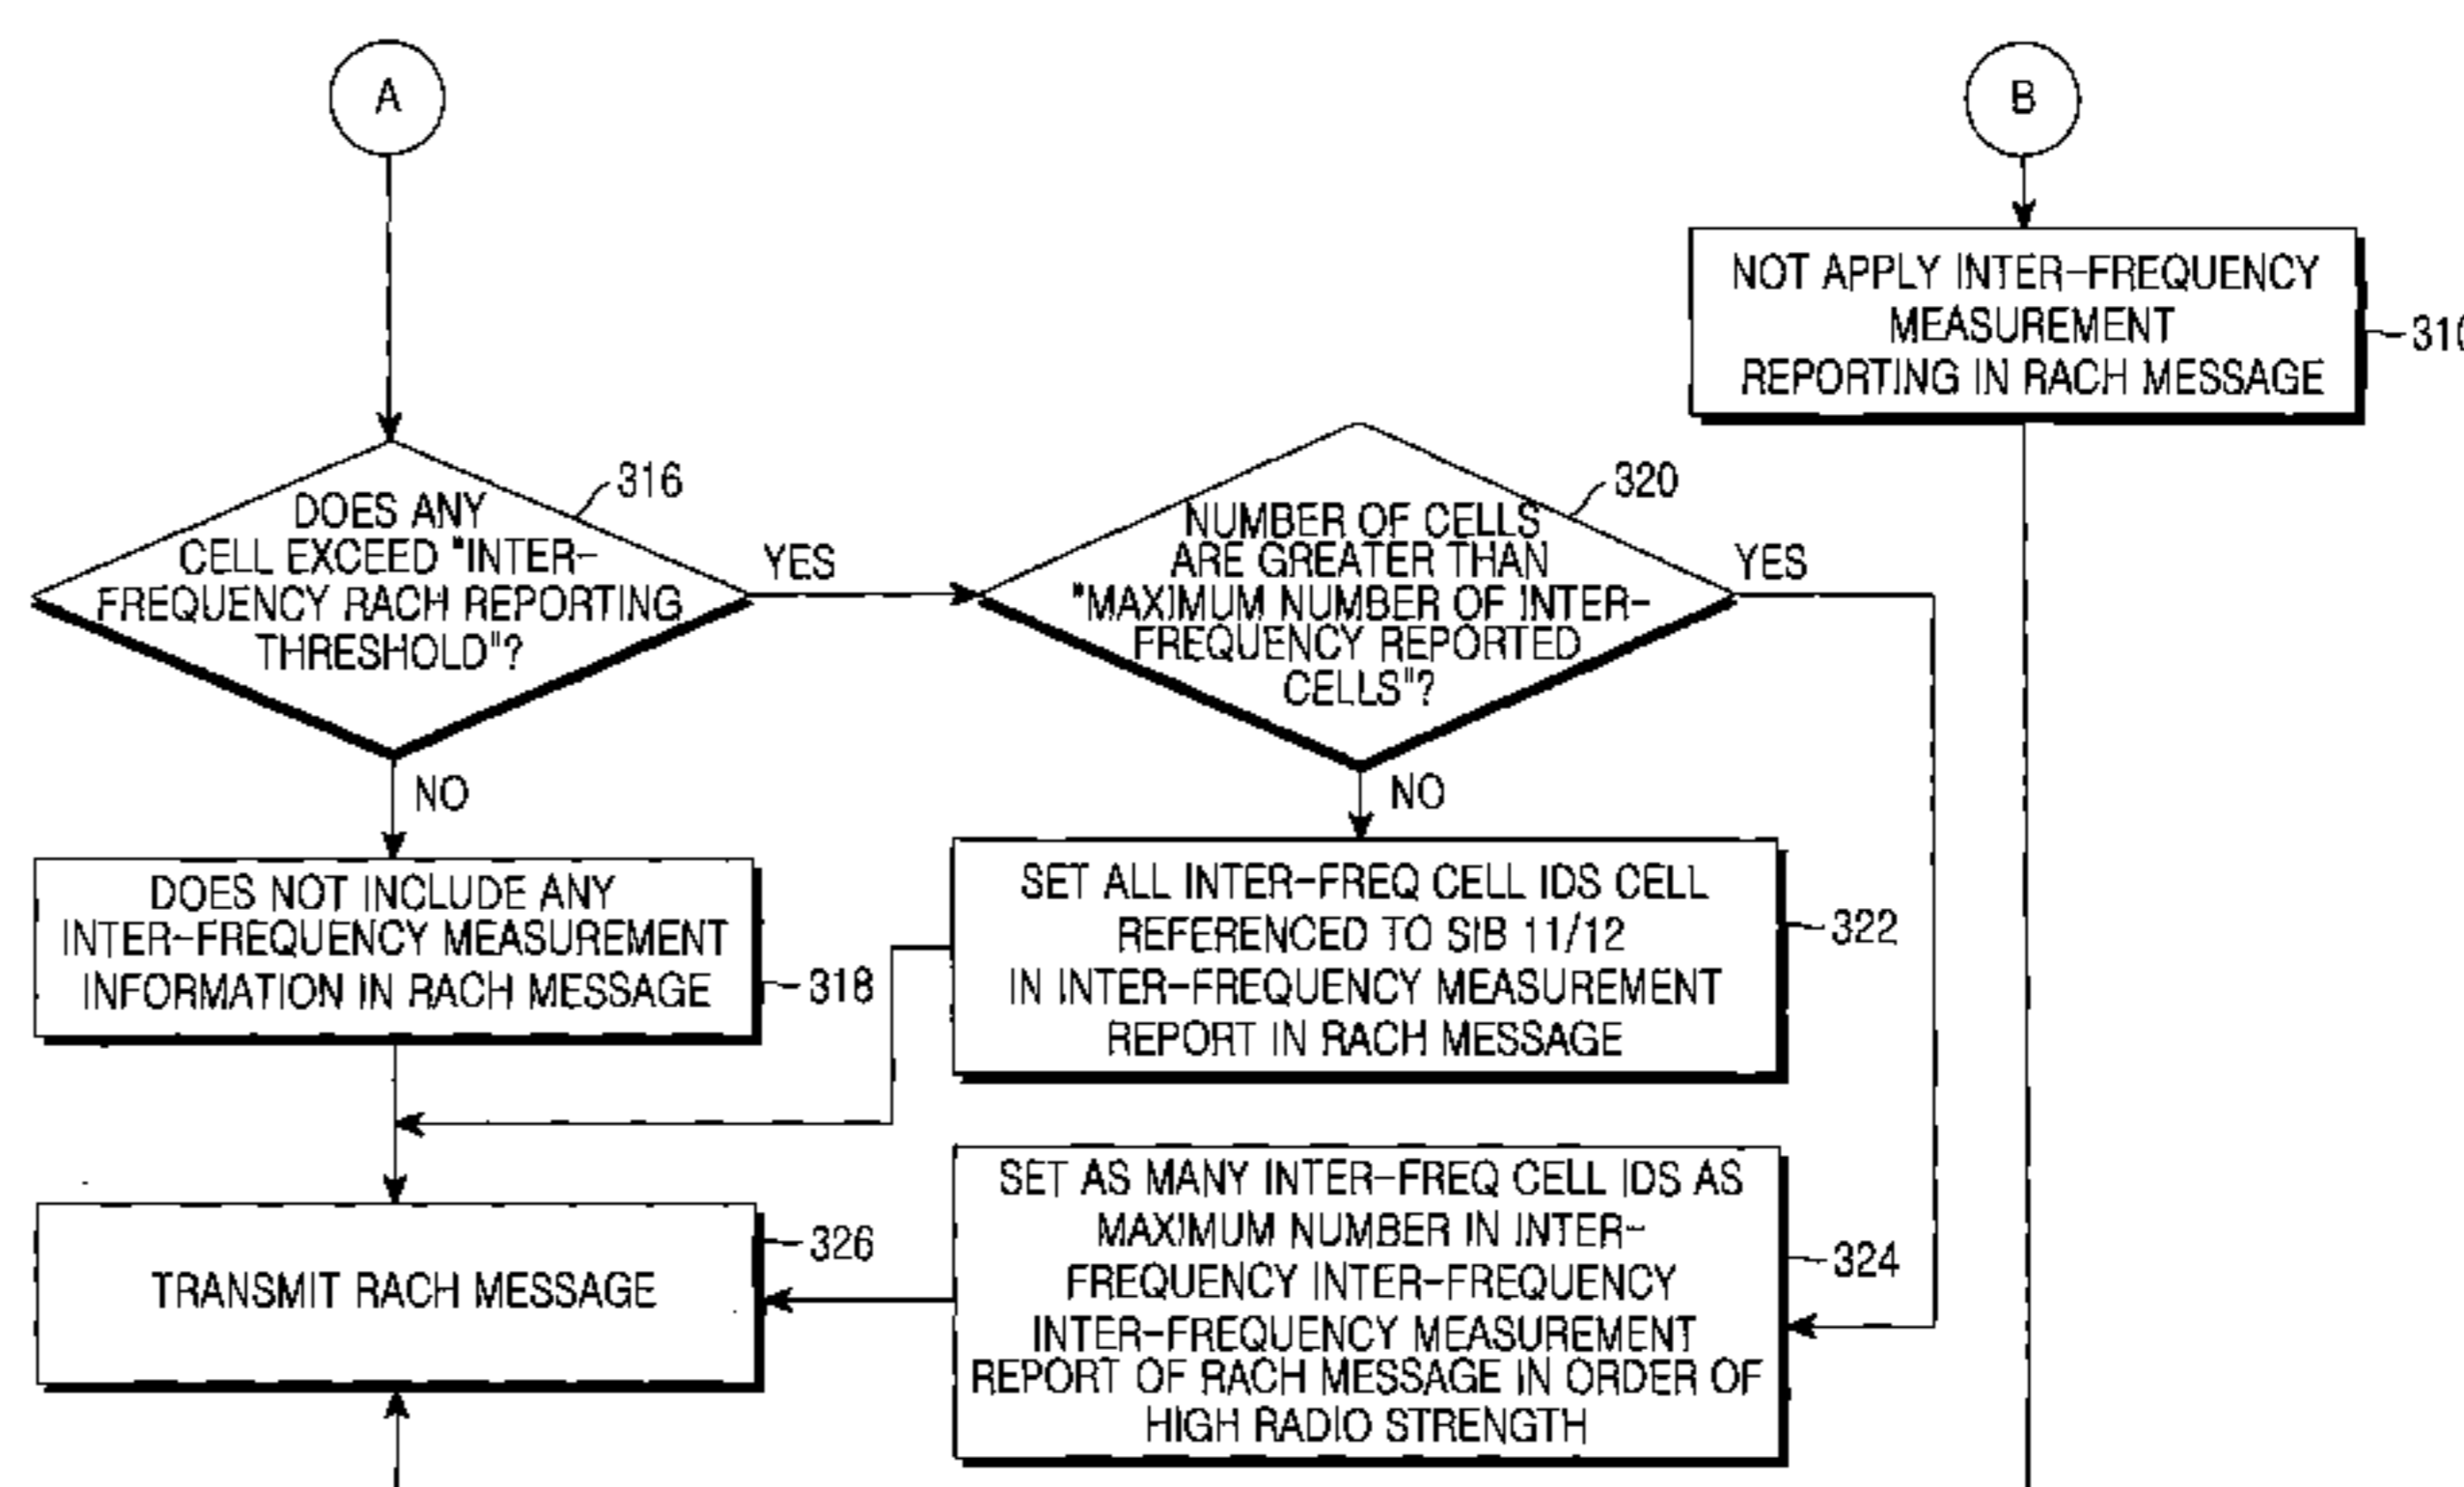 A
B
NOT APPLY INTER-FREQUENCY
MEASUREMENT
REPORTING IN RACH MESSAGE
316
DOES ANY
CELL EXCEED "INTER-
FREQUENCY RACH REPORTING
THRESHOLD"?
YES
NO
320
NUMBER OF CELLS
ARE GREATER THAN
"MAXIMUM NUMBER OF INTER-
FREQUENCY REPORTED
CELLS"?
YES
NO
DOES NOT INCLUDE ANY
INTER-FREQUENCY MEASUREMENT
INFORMATION IN RACH MESSAGE
318
SET ALL INTER-FREQ CELL IDS CELL
REFERENCED TO SIB 11/12
IN INTER-FREQUENCY MEASUREMENT
REPORT IN RACH MESSAGE
322
TRANSMIT RACH MESSAGE
326
SET AS MANY INTER-FREQ CELL IDS AS
MAXIMUM NUMBER IN INTER-
FREQUENCY INTER-FREQUENCY
INTER-FREQUENCY MEASUREMENT
REPORT OF RACH MESSAGE IN ORDER OF
HIGH RADIO STRENGTH
324